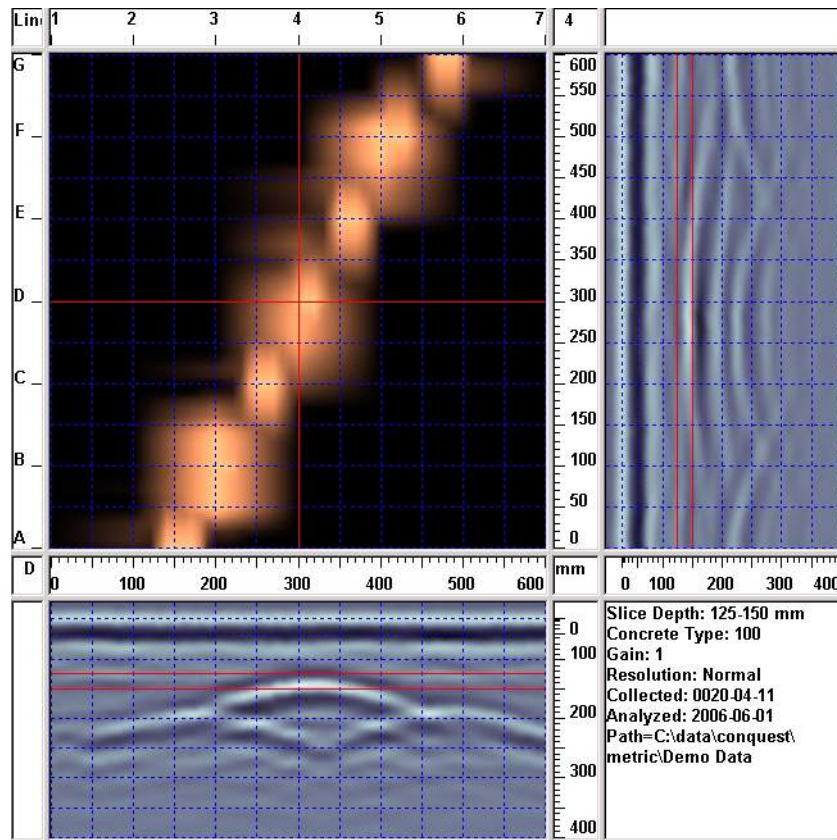 Line 1 2 3 4 5 6 7 4
G
F
E
D
C
B
A
600
550
500
450
400
350
300
250
200
150
100
50
0
D 0 100 200 300 400 500 600 mm 0 100 200 300 400
0
100
200
300
400
Slice Depth: 125-150 mm
Concrete Type: 100
Gain: 1
Resolution: Normal
Collected: 0020-04-11
Analyzed: 2006-06-01
Path=C:\data\conquest\
metric\Demo Data